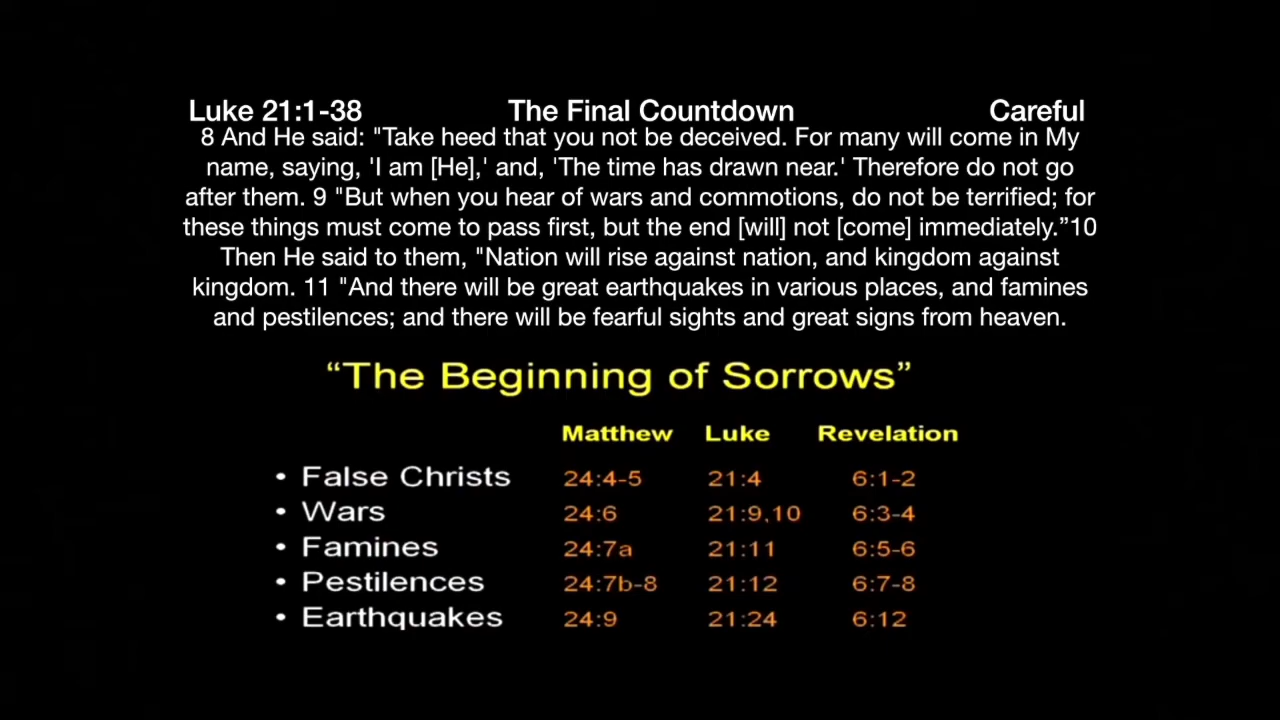 Luke 21:1-38 The Final Countdown Careful
8 And He said: "Take heed that you not be deceived. For many will come in My
name, saying, 'I am [He],' and, 'The time has drawn near.' Therefore do not go
after them. 9 "But when you hear of wars and commotions, do not be terrified; for
these things must come to pass first, but the end [will] not [come] immediately.”10
Then He said to them, "Nation will rise against nation, and kingdom against
kingdom. 11 "And there will be great earthquakes in various places, and famines
and pestilences; and there will be fearful sights and great signs from heaven.
“The Beginning of Sorrows”
Matthew Luke Revelation
• False Christs 24:4-5 21:4 6:1-2
• Wars 24:6 21:9,10 6:3-4
• Famines 24:7a 21:11 6:5-6
• Pestilences 24:7b-8 21:12 6:7-8
• Earthquakes 24:9 21:24 6:12